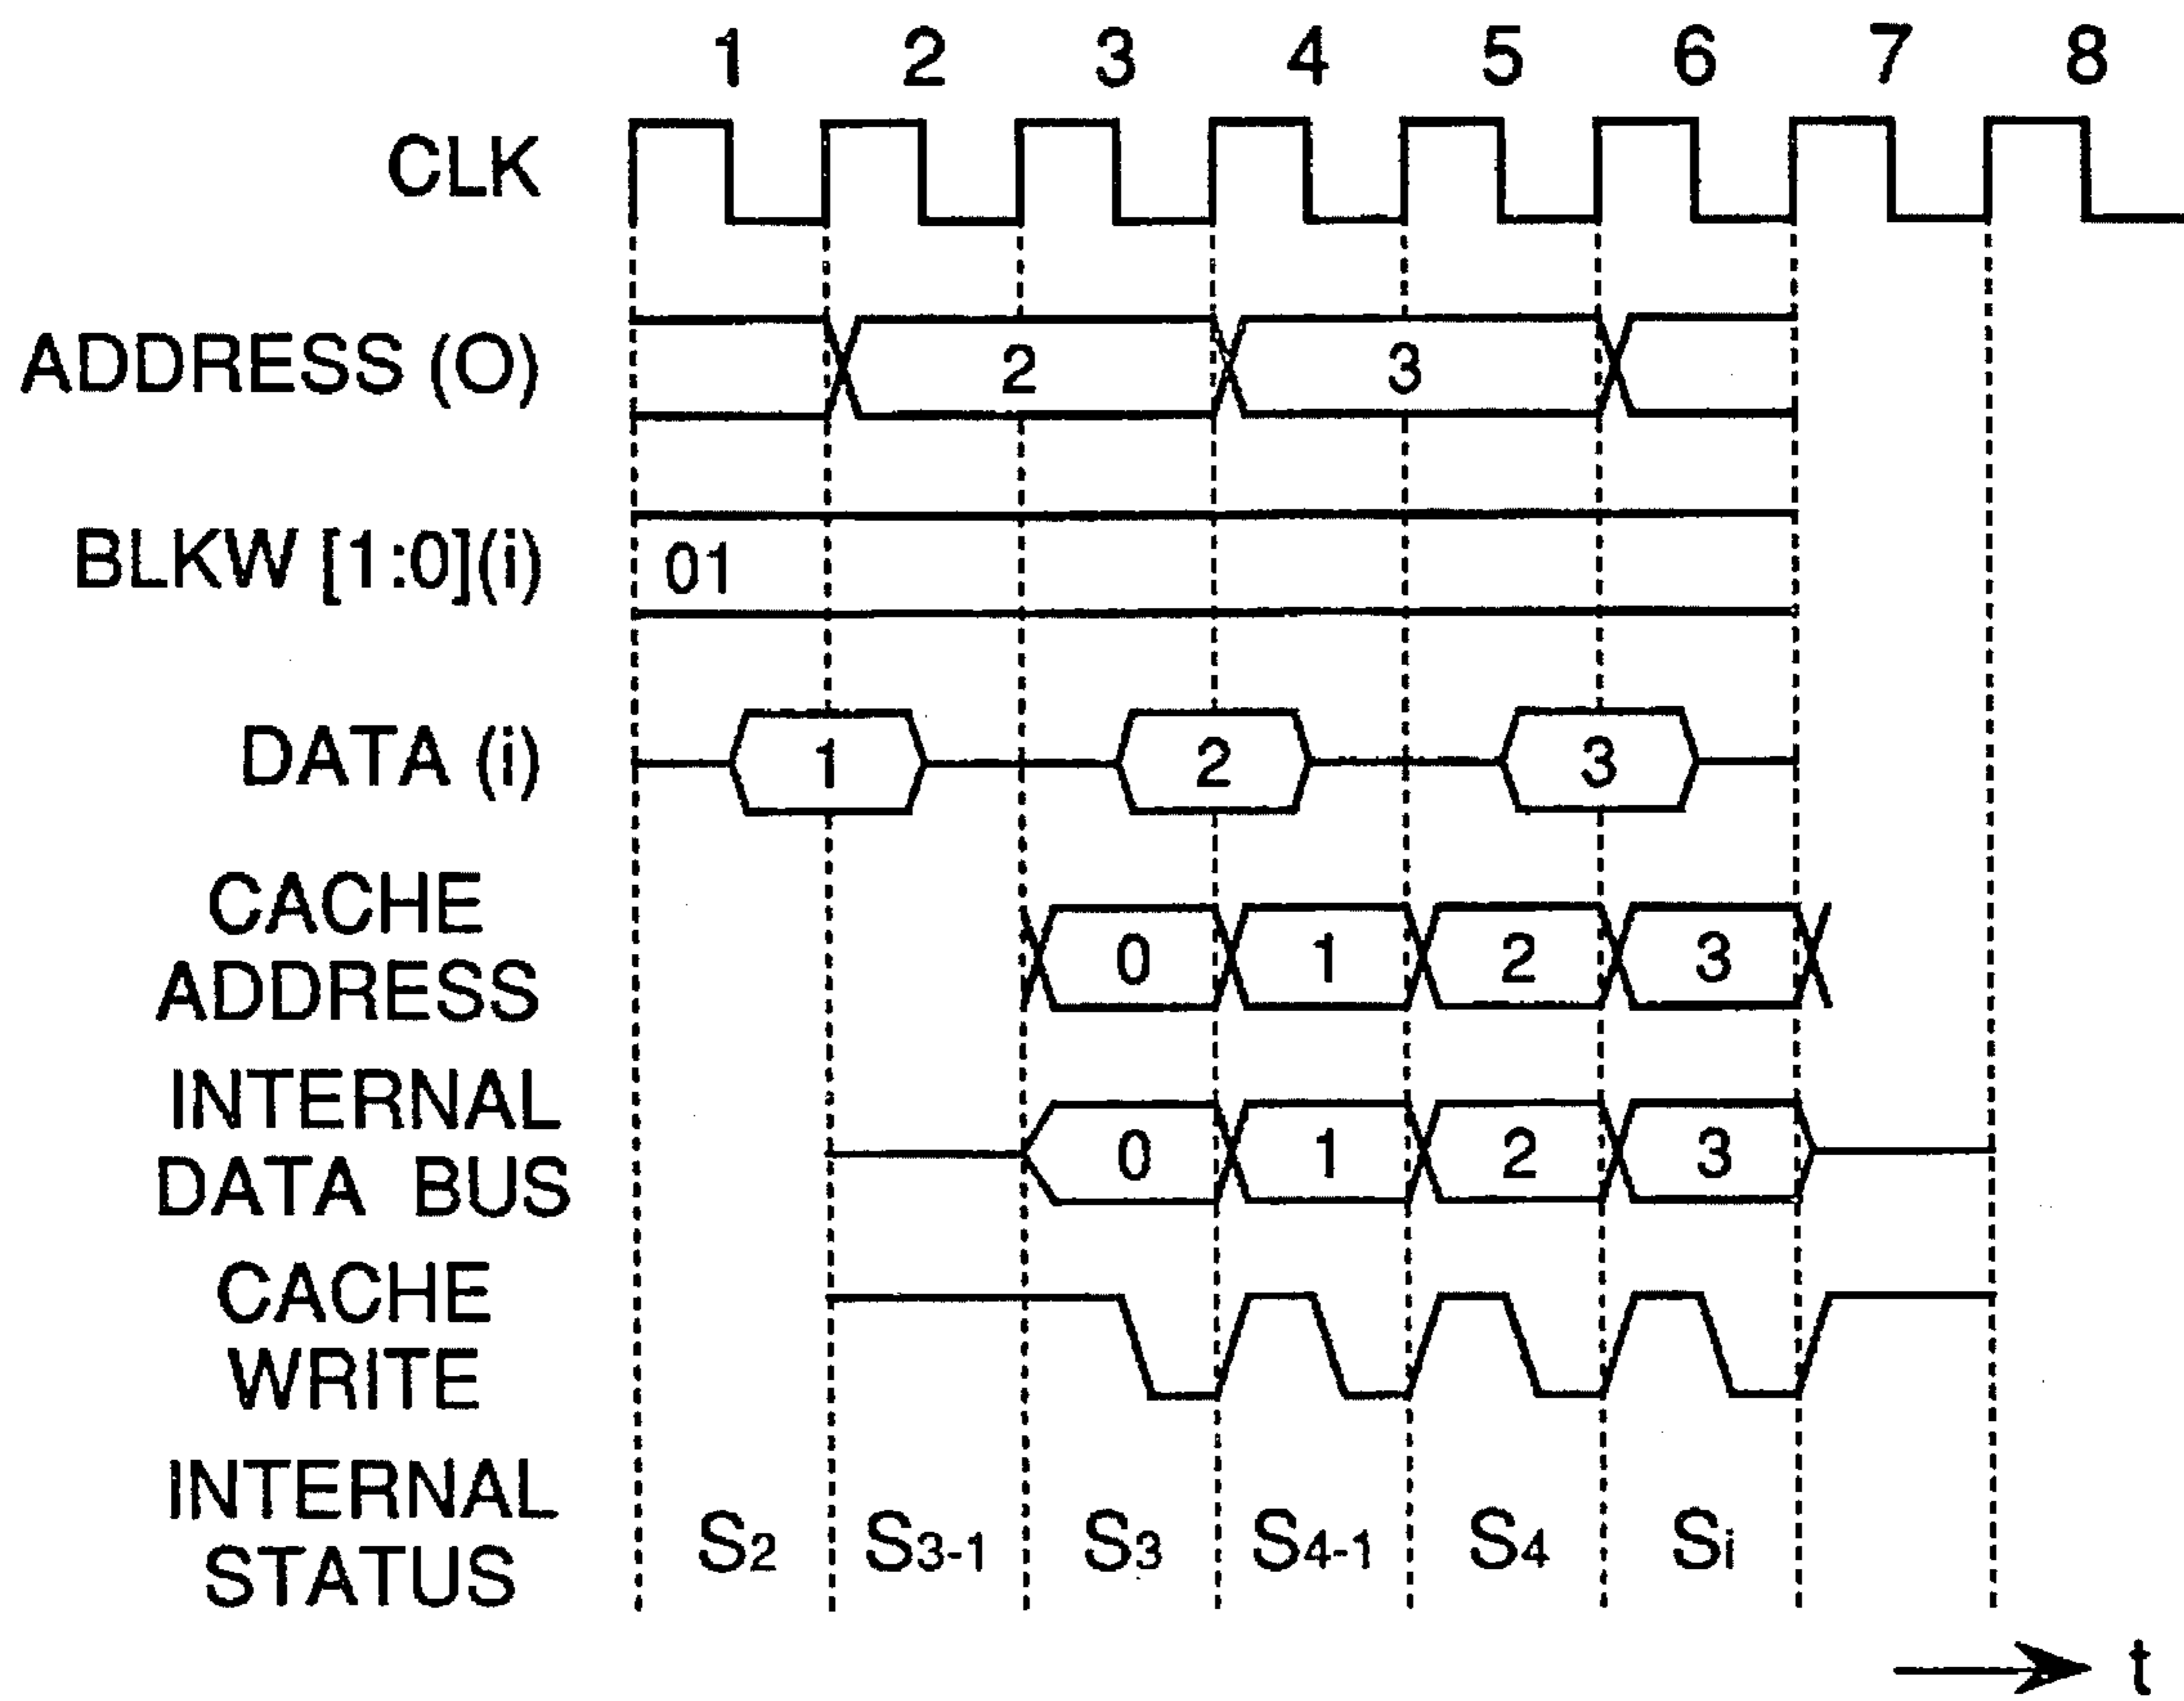 1 2 3 4 5 6 7 8
CLK
ADDRESS (O) 2 3
BLKW [1:0](i) 01
DATA (i) 1 2 3
CACHE
ADDRESS 0 1 2 3
INTERNAL
DATA BUS 0 1 2 3
CACHE
WRITE
INTERNAL
STATUS S2 S3-1 S3 S4-1 S4 Si
t